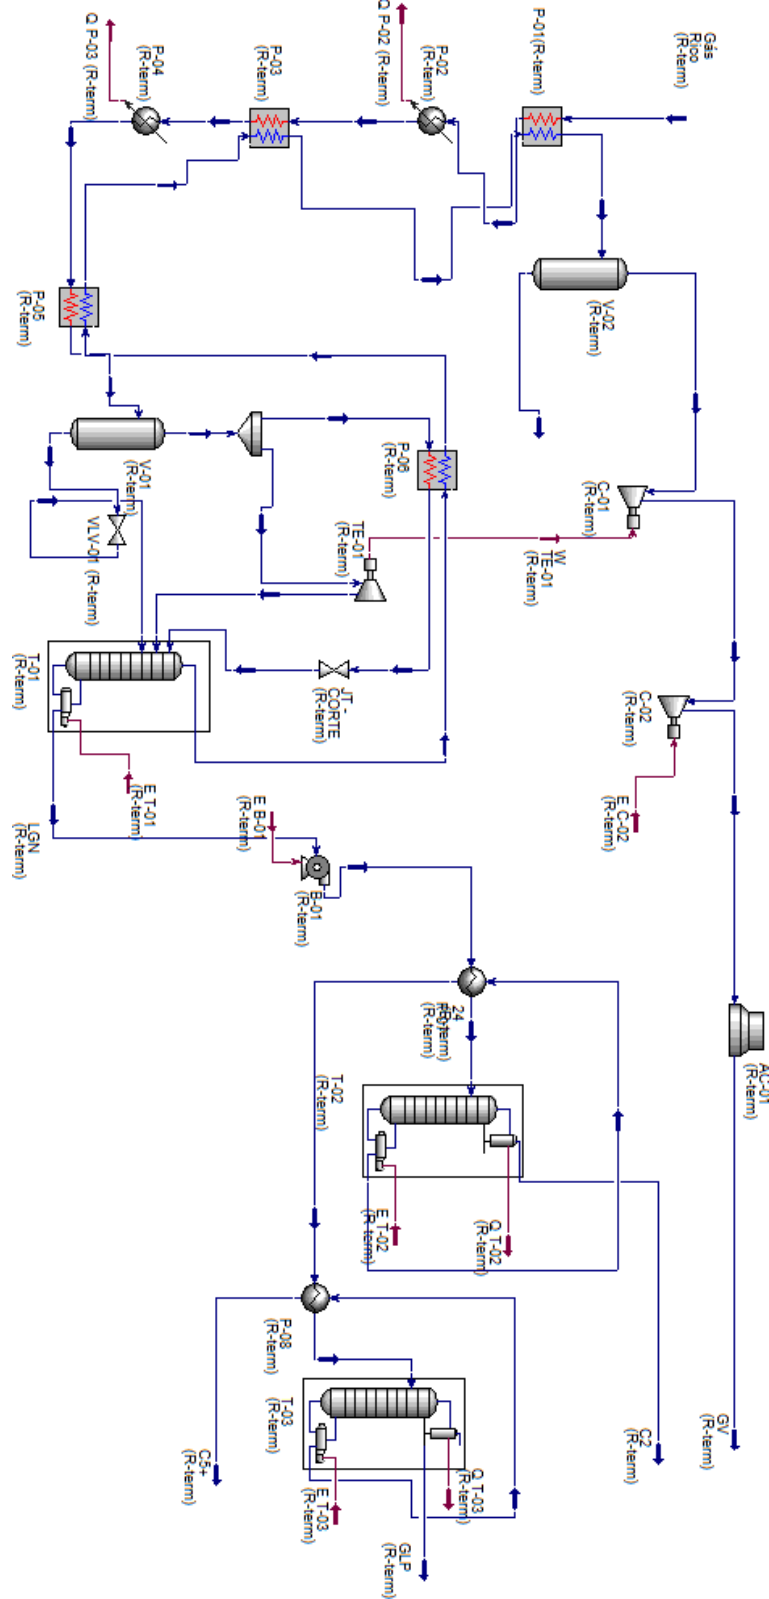 Gás
Rico
(R-term)
P-01(R-term)
Q P-02 (R-term)
P-02
(R-term)
P-03
(R-term)
Q P-03 (R-term)
P-04
(R-term)
V-02
(R-term)
P-05
(R-term)
V-01
(R-term)
VLV-01 (R-term)
P-06
(R-term)
TE-01
(R-term)
W
TE-01
(R-term)
C-01
(R-term)
C-02
(R-term)
E C-02
(R-term)
T-01
(R-term)
E T-01
(R-term)
JT -
CORTE
(R-term)
LGN
(R-term)
E B-01
(R-term)
B-01
(R-term)
24
(R-term)
(R-term)
AC-01
(R-term)
T-02
(R-term)
E T-02
(R-term)
Q T-02
(R-term)
P-08
(R-term)
T-03
(R-term)
E T-03
(R-term)
Q T-03
(R-term)
C5+
(R-term)
GLP
(R-term)
C2
(R-term)
GV
(R-term)